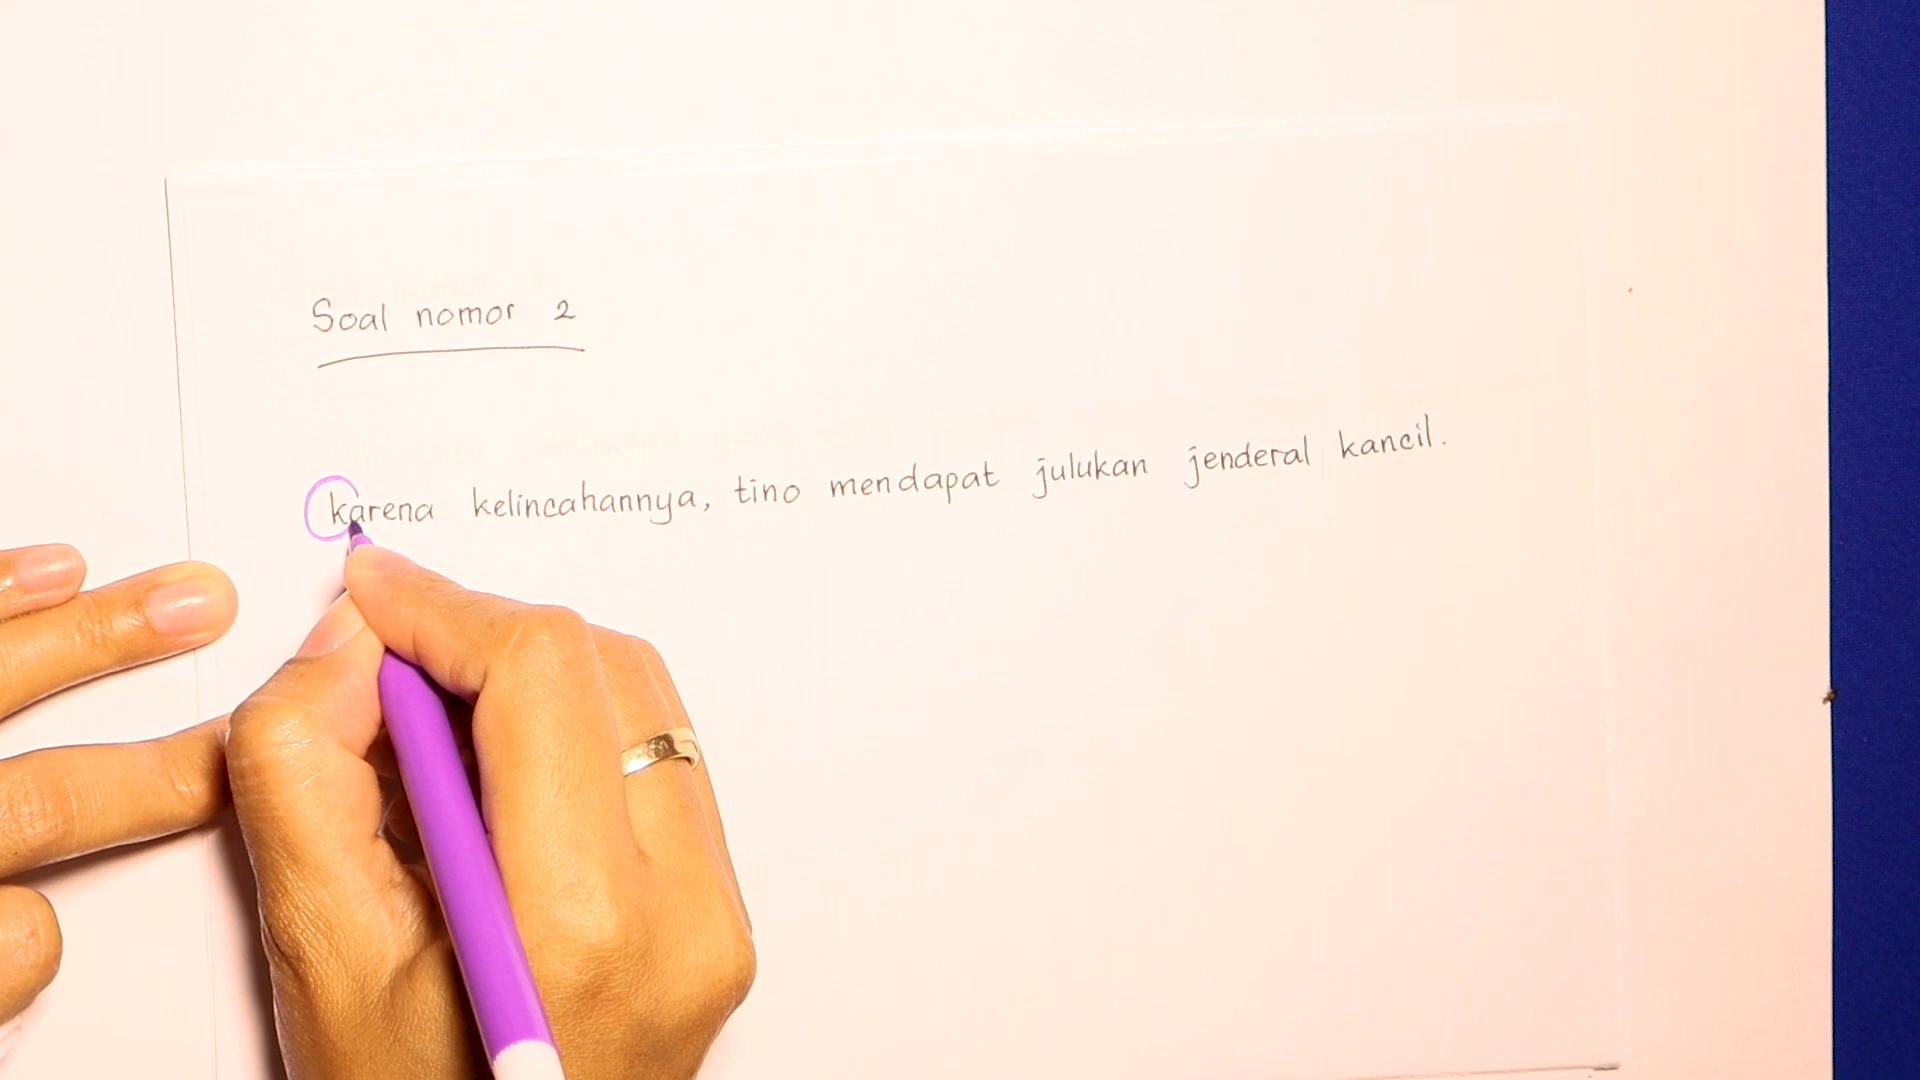 Soal nomor 2
karena kelincahannya, tino mendapat julukan jenderal kancil.